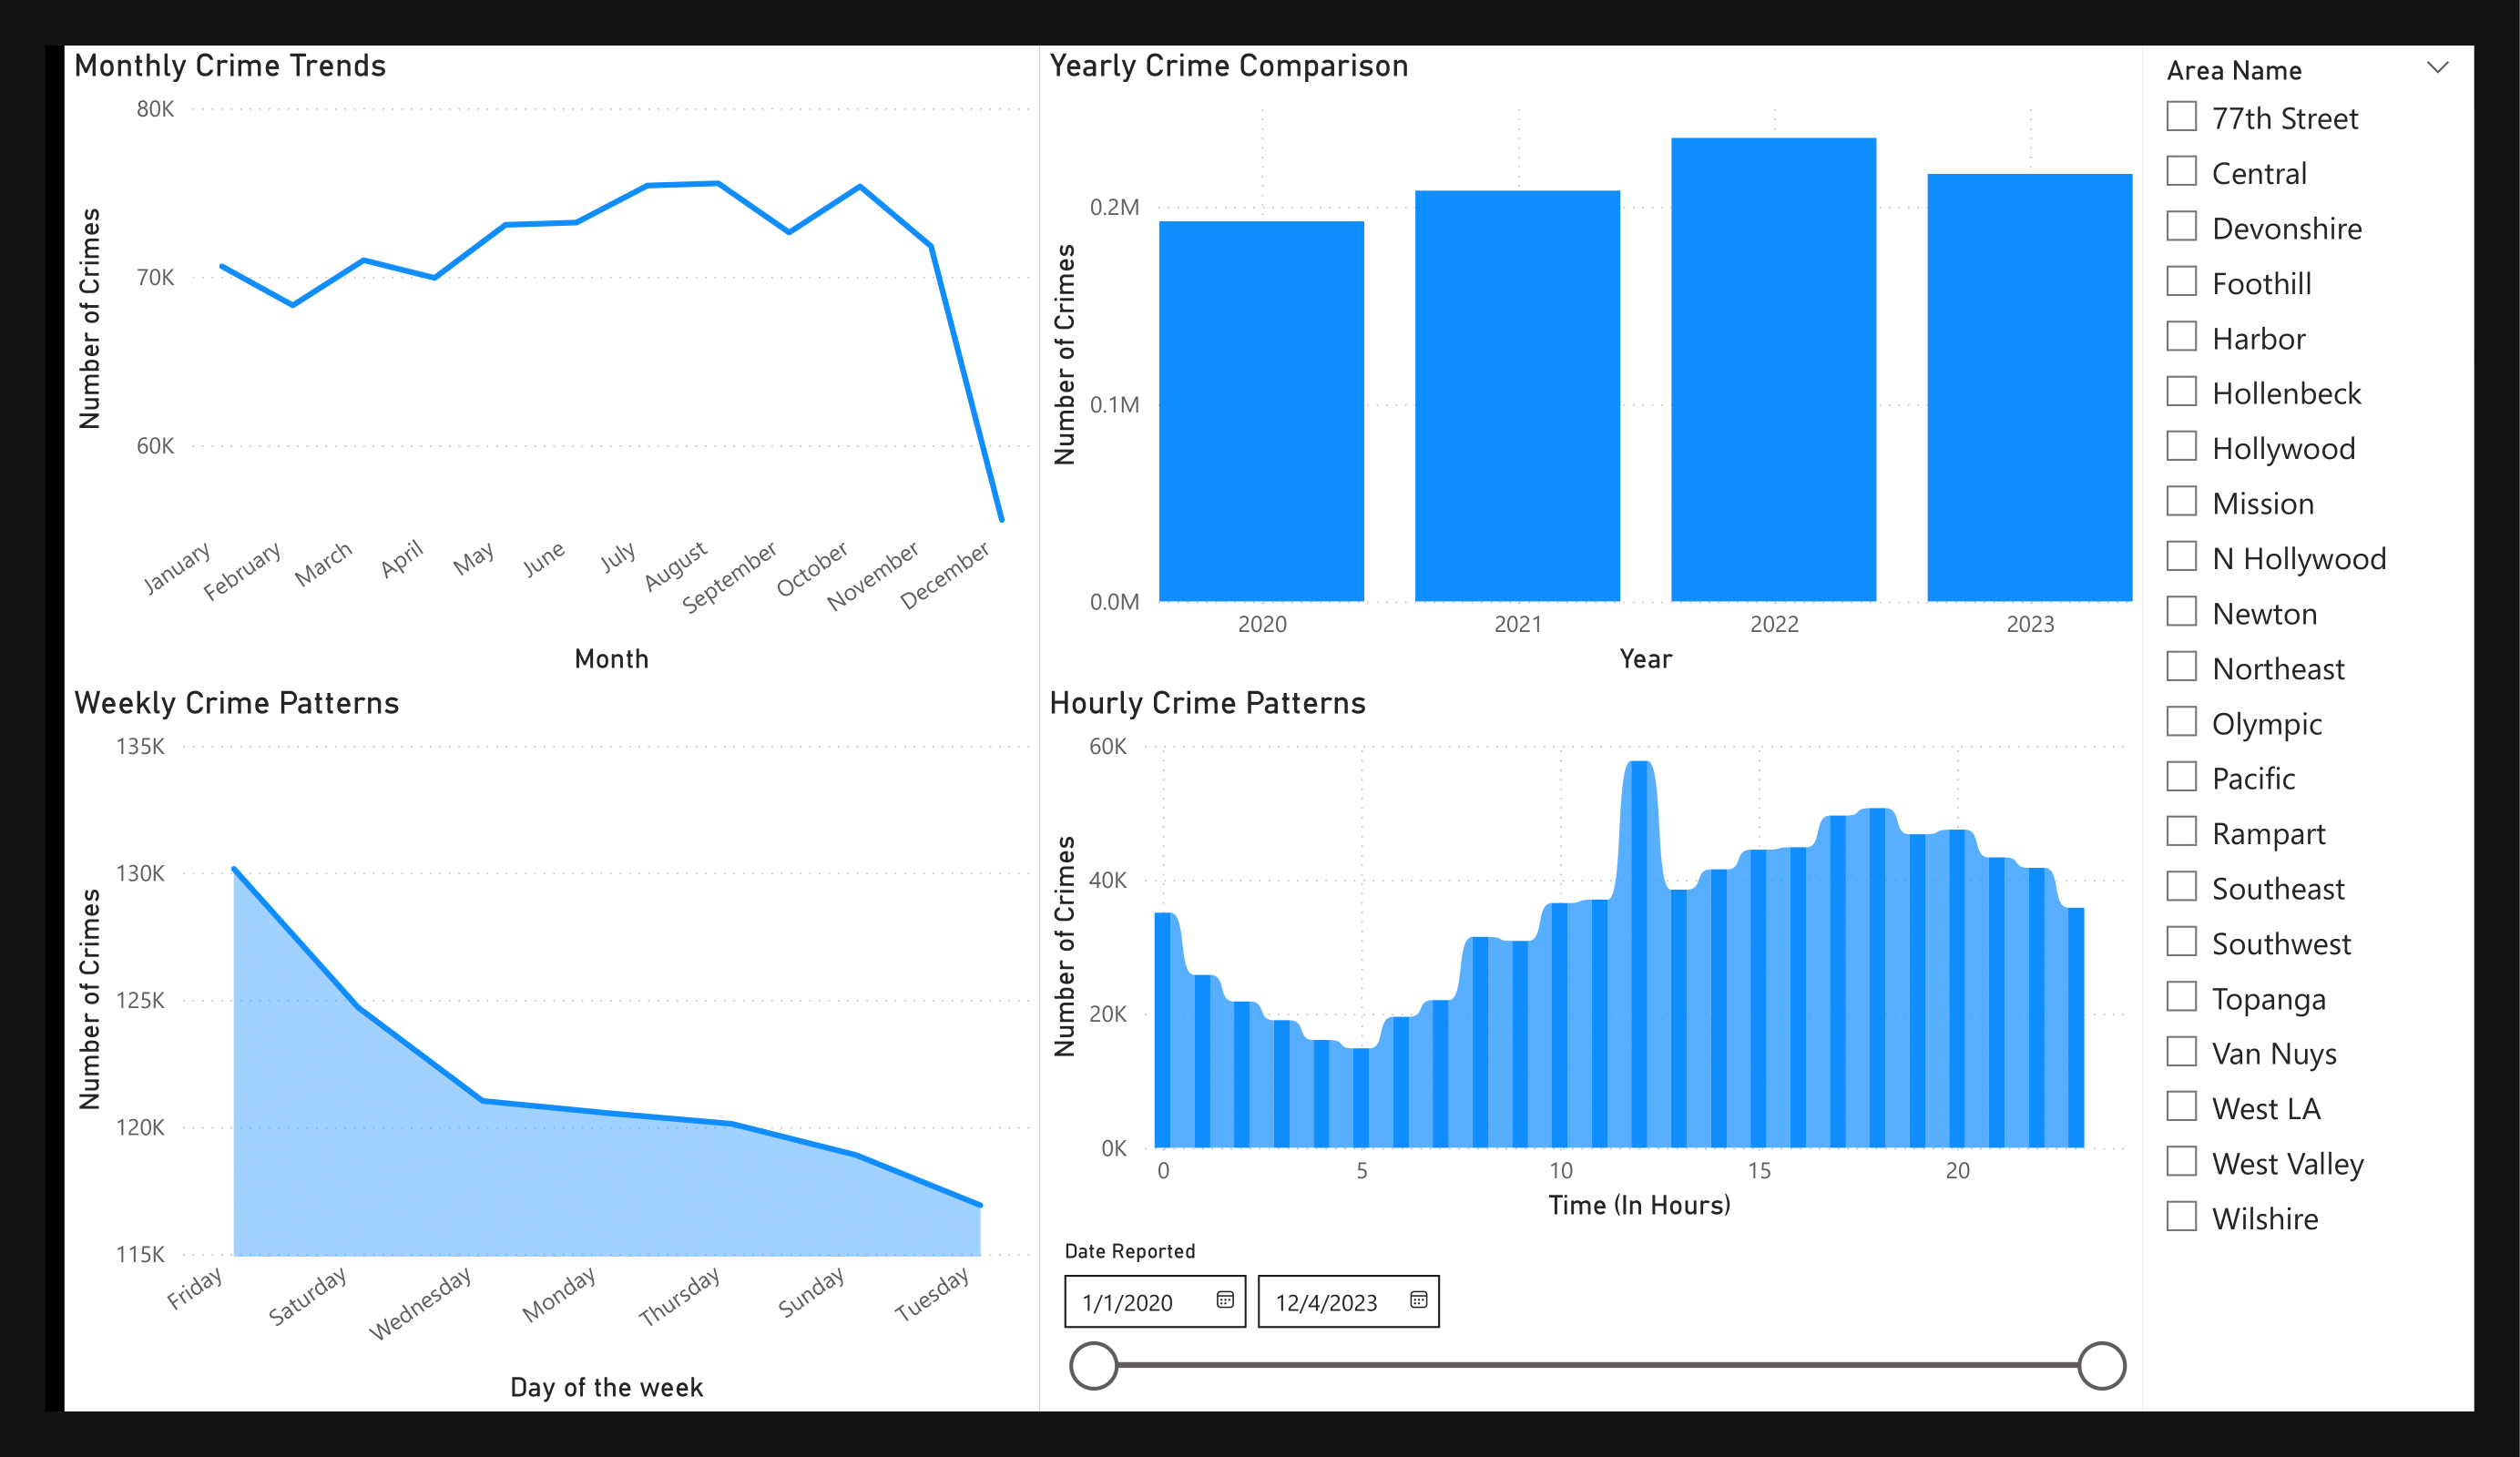 Monthly Crime Trends
80K
70K
60K
Number of Crimes
January
February
March
April
May
June
July
August
September
October
November
December
Month
Yearly Crime Comparison
0.2M
0.1M
0.0M
Number of Crimes
2020
2021
2022
2023
Year
Weekly Crime Patterns
135K
130K
125K
120K
115K
Number of Crimes
Friday
Saturday
Wednesday
Monday
Thursday
Sunday
Tuesday
Day of the week
Hourly Crime Patterns
60K
40K
20K
0K
Number of Crimes
0
5
10
15
20
Time (In Hours)
Date Reported
1/1/2020
12/4/2023
Area Name
77th Street
Central
Devonshire
Foothill
Harbor
Hollenbeck
Hollywood
Mission
N Hollywood
Newton
Northeast
Olympic
Pacific
Rampart
Southeast
Southwest
Topanga
Van Nuys
West LA
West Valley
Wilshire